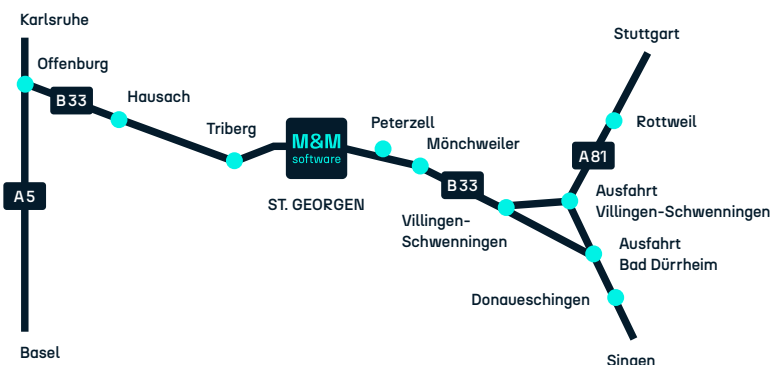 Karlsruhe
Stuttgart
Offenburg
B33
Hausach
Triberg
M&M
software
ST. GEORGEN
Peterzell
Mönchweiler
Rottweil
A81
B33
A5
Ausfahrt
Villingen-Schwenningen
Villingen-
Schwenningen
Ausfahrt
Bad Dürrheim
Donaueschingen
Basel
Singen